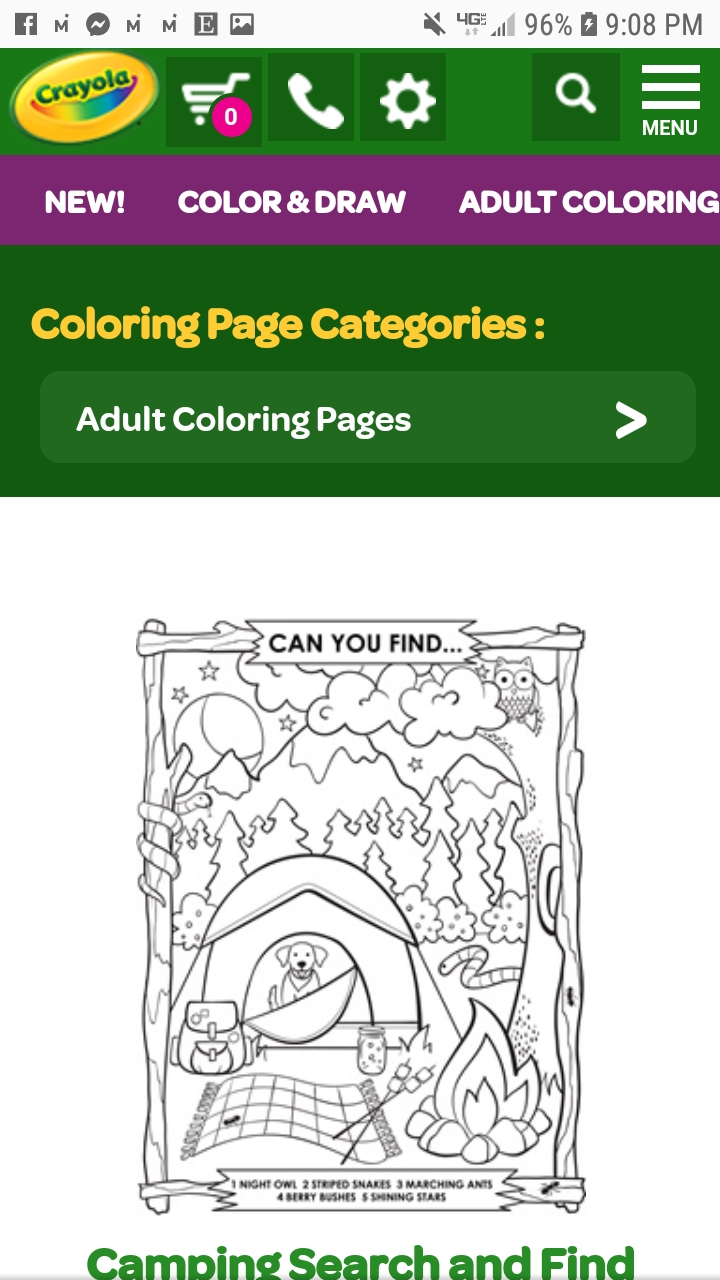 4G LTE 96% 9:08 PM
Crayola
0
MENU
NEW! COLOR & DRAW ADULT COLORING
Coloring Page Categories :
Adult Coloring Pages >
CAN YOU FIND...
1 NIGHT OWL 2 STRIPED SNAKES 3 MARCHING ANTS
4 BERRY BUSHES 5 SHINING STARS
Camping Search and Find